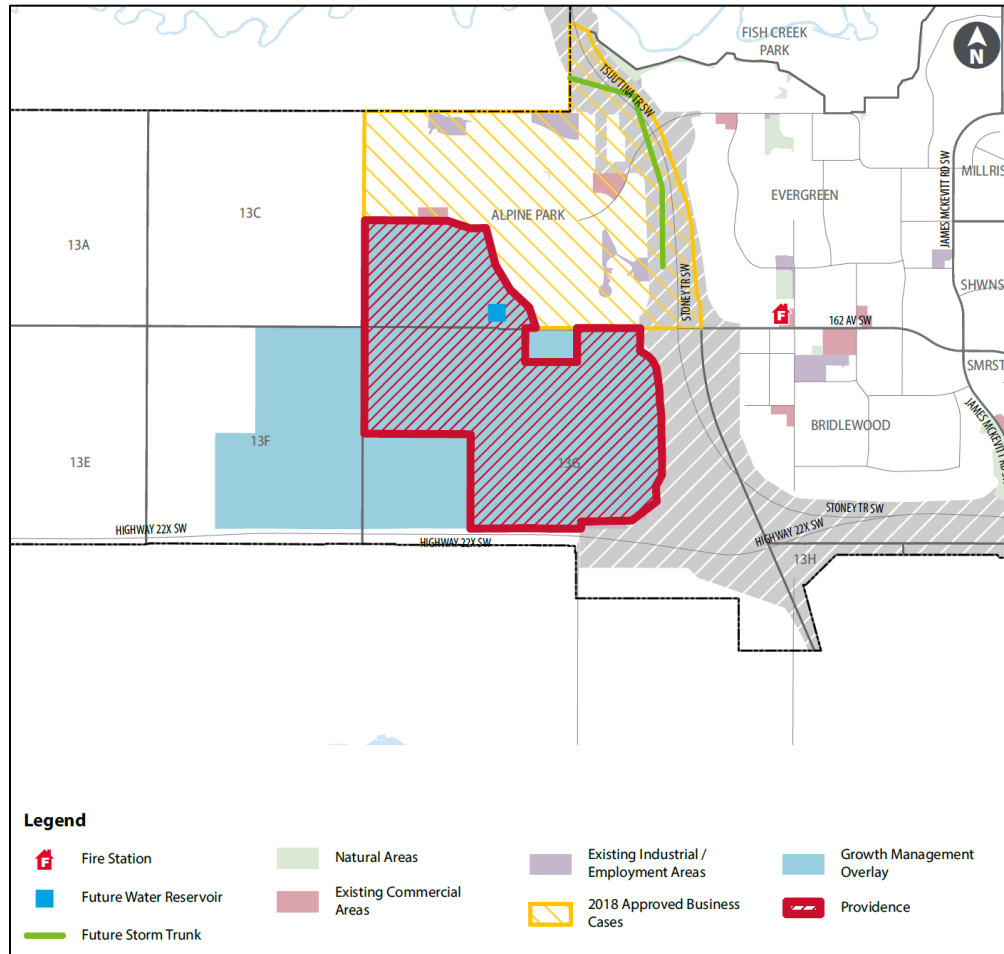 FISH CREEK
PARK
N
TSUUT'INA TR SW
MILLRIS
13C
ALPINE PARK
EVERGREEN
JAMES MCKEVITT RD SW
13A
SHWNS
STONEY TR SW
F
162 AV SW
SMRST
13F
13E
13G
BRIDLEWOOD
JAMES MCKEVITT RD SW
HIGHWAY 22X SW
HIGHWAY 22X SW
STONEY TR SW
HIGHWAY 22X SW
13H
Legend
F
Fire Station
Natural Areas
Existing Industrial /
Employment Areas
Growth Management
Overlay
Future Water Reservoir
Existing Commercial
Areas
2018 Approved Business
Cases
Providence
Future Storm Trunk